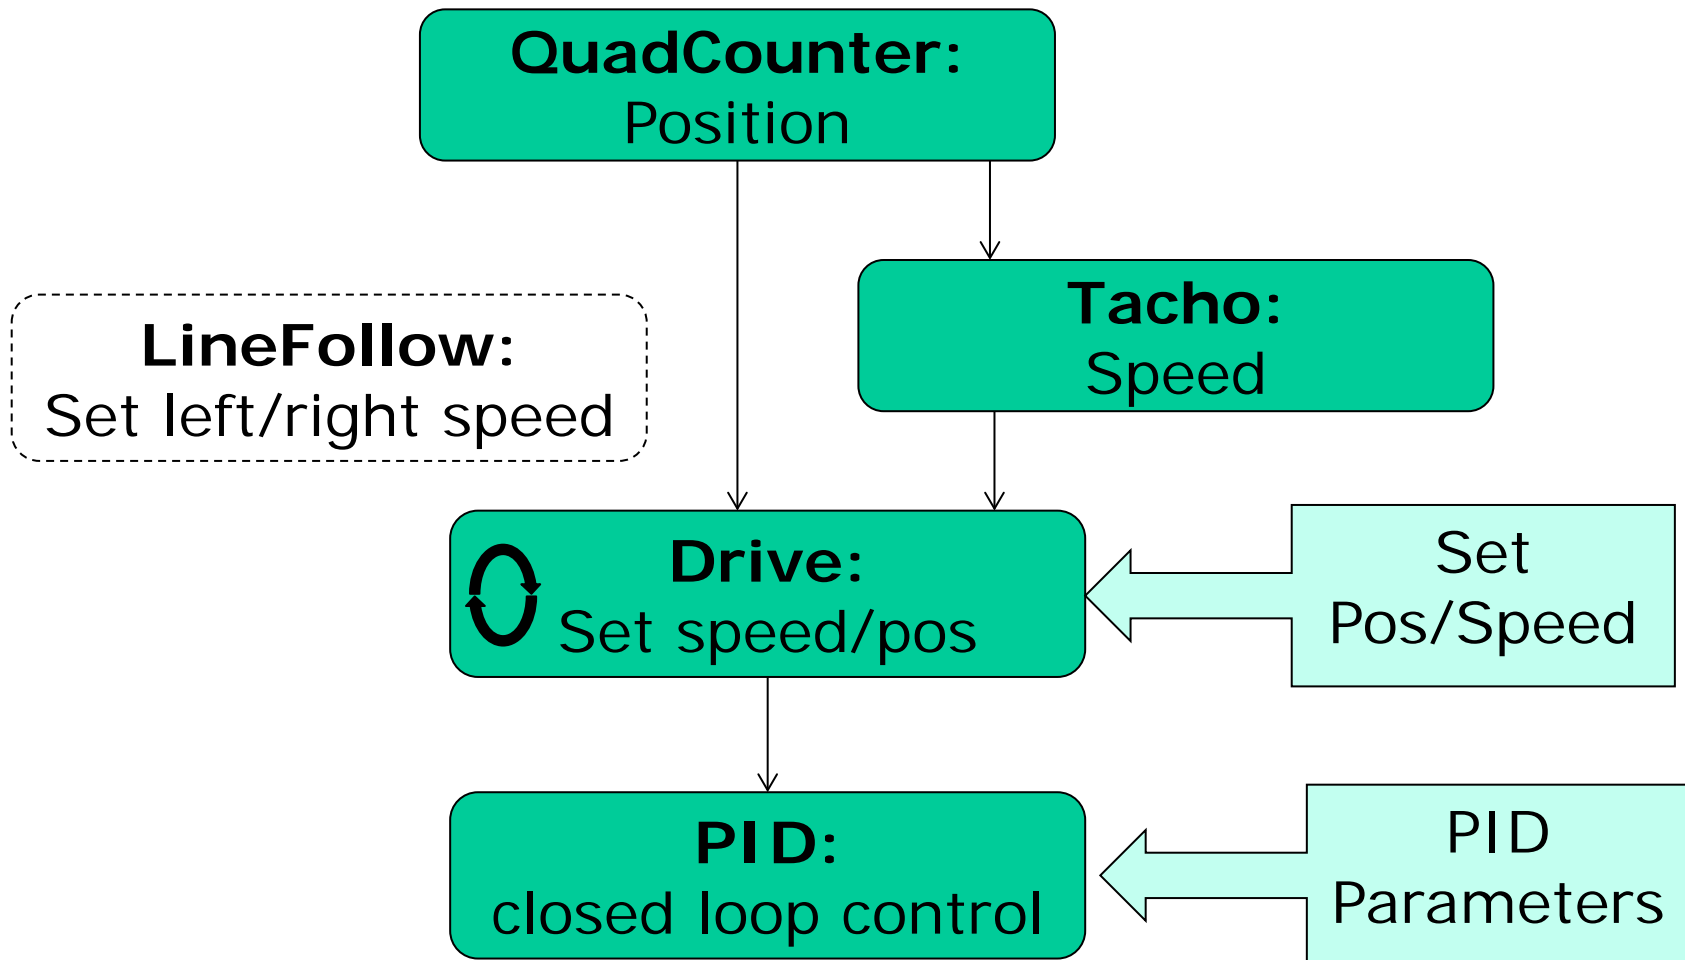 QuadCounter:
Position
Tacho:
Speed
LineFollow:
Set left/right speed
Drive:
Set speed/pos
Set
Pos/Speed
PID:
closed loop control
PID
Parameters